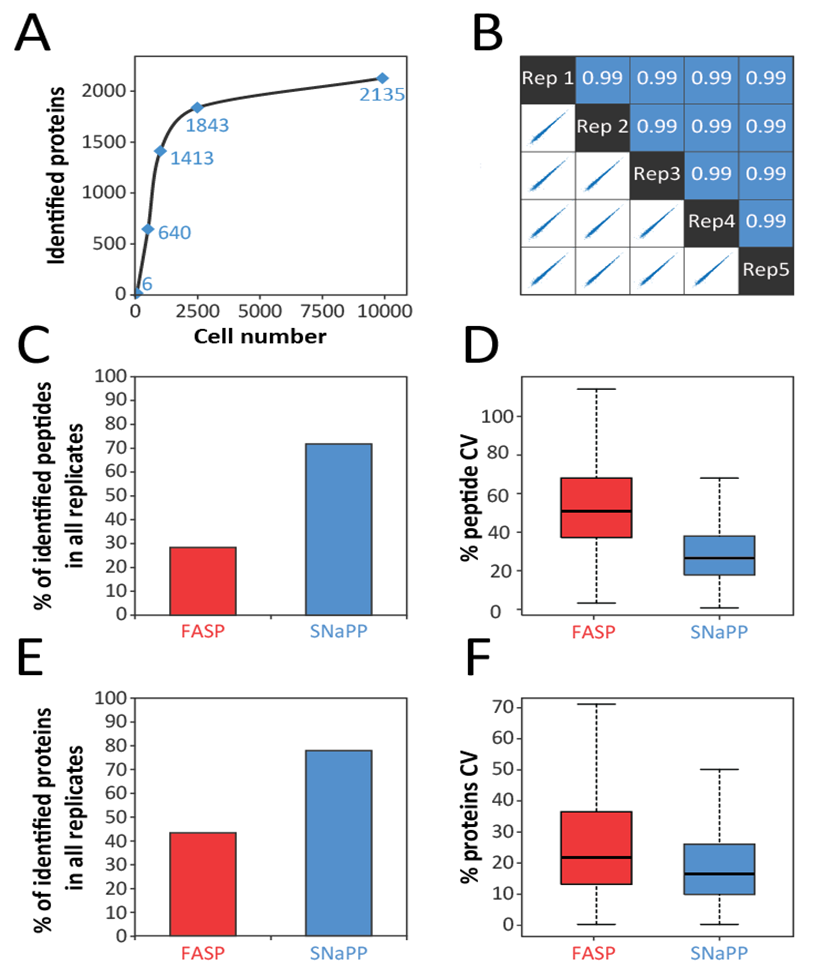 A
Identified proteins
2000
1500
1000
500
0
6
640
1413
1843
2135
0 2500 5000 7500 10000
Cell number
B
Rep 1 0.99 0.99 0.99 0.99
Rep 2 0.99 0.99 0.99
Rep3 0.99 0.99
Rep4 0.99
Rep5
C
% of identified peptides
in all replicates
100
90
80
70
60
50
40
30
20
10
0
FASP SNaPP
D
% peptide CV
100
80
60
40
20
0
FASP SNaPP
E
% of identified proteins
in all replicates
100
90
80
70
60
50
40
30
20
10
0
FASP SNaPP
F
% proteins CV
70
60
50
40
30
20
10
0
FASP SNaPP